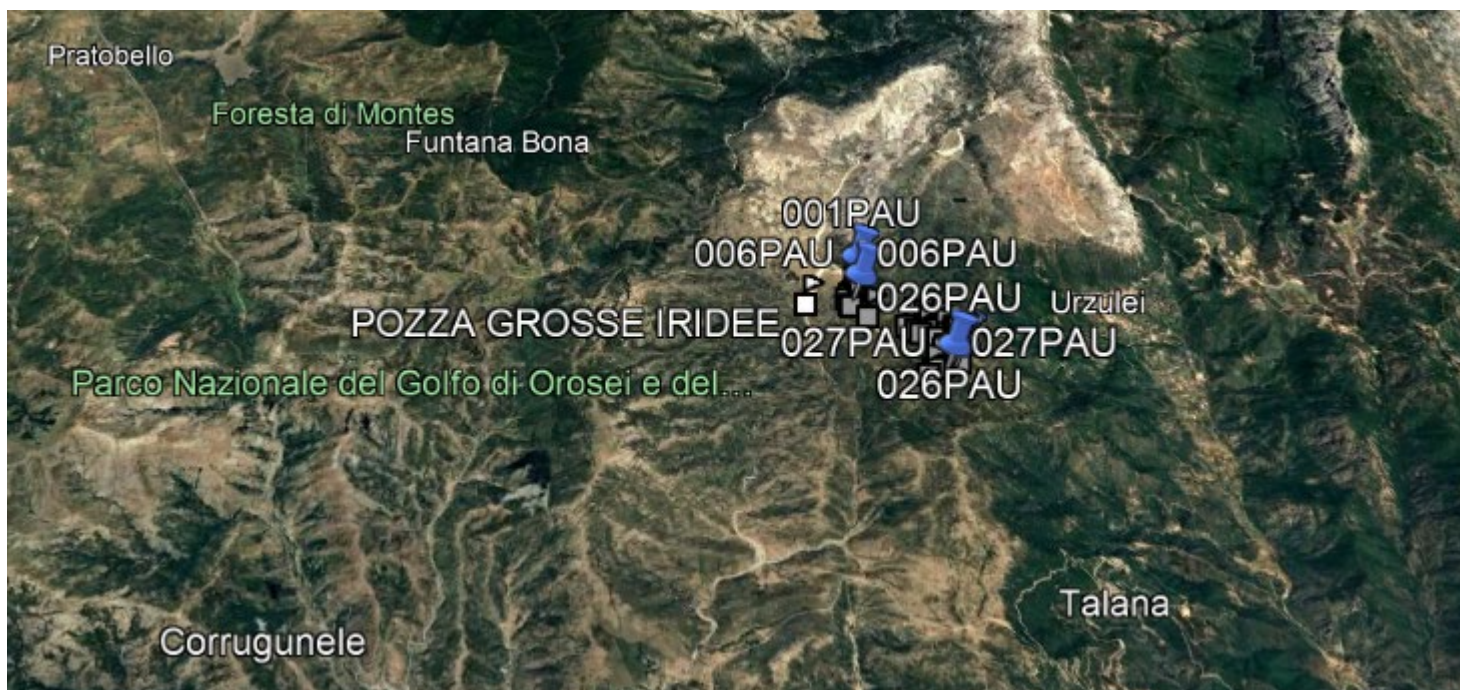 Pratobello
Foresta di Montes
Funtana Bona
001PAU
006PAU
006PAU
026PAU
Urzulei
POZZA GROSSE IRIDEE
027PAU
027PAU
Parco Nazionale del Golfo di Orosei e del...
026PAU
Talana
Corrugunele